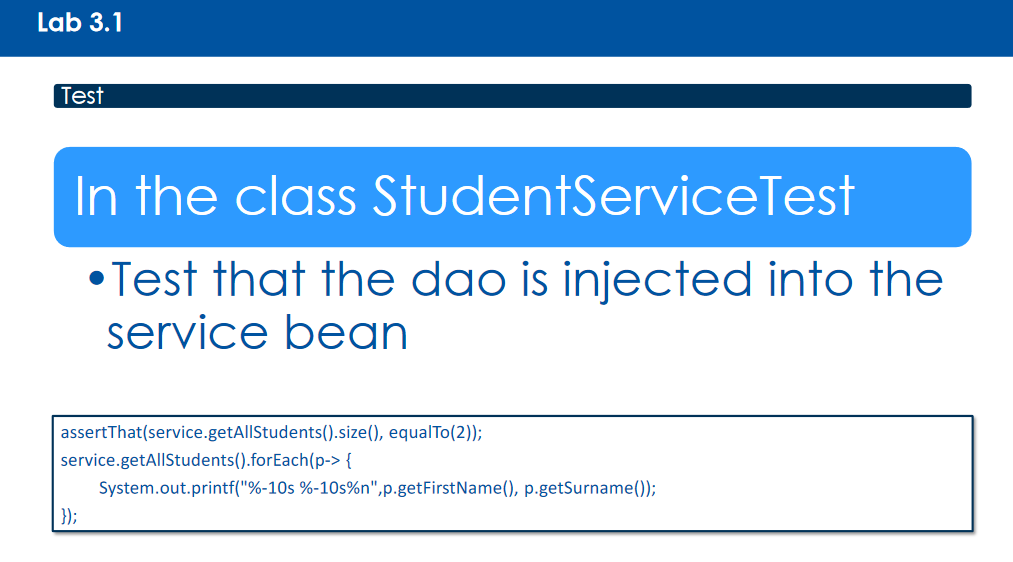 Lab 3.1
Test
In the class StudentServiceTest
•Test that the dao is injected into the
service bean
assertThat(service.getAllStudents().size(), equalTo(2));
service.getAllStudents().forEach(p-> {
System.out.printf("%-10s %-10s%n",p.getFirstName(), p.getSurname());
});